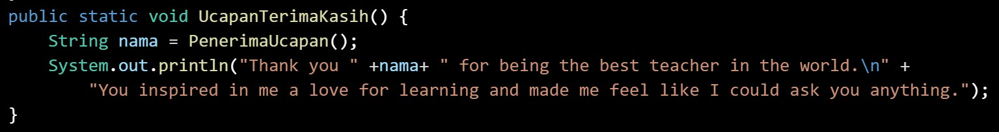 public static void UcapanTerimaKasih() {
    String nama = PenerimaUcapan();
    System.out.println("Thank you " +nama+ " for being the best teacher in the world.\n" +
        "You inspired in me a love for learning and made me feel like I could ask you anything.");
}